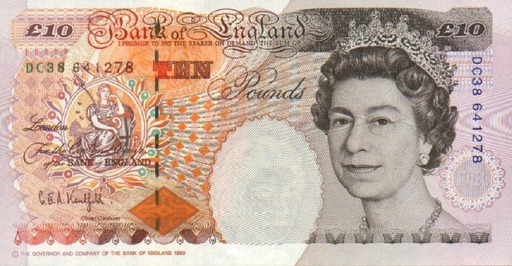 £10 Bank of England £10
I PROMISE TO PAY THE BEARER ON DEMAND THE SUM OF
DC38 641278 TEN
Pounds
London
For the Govr. and Compa. of
the BANK of ENGLAND
Chief Cashier
DC38 641278
© THE GOVERNOR AND COMPANY OF THE BANK OF ENGLAND 1993